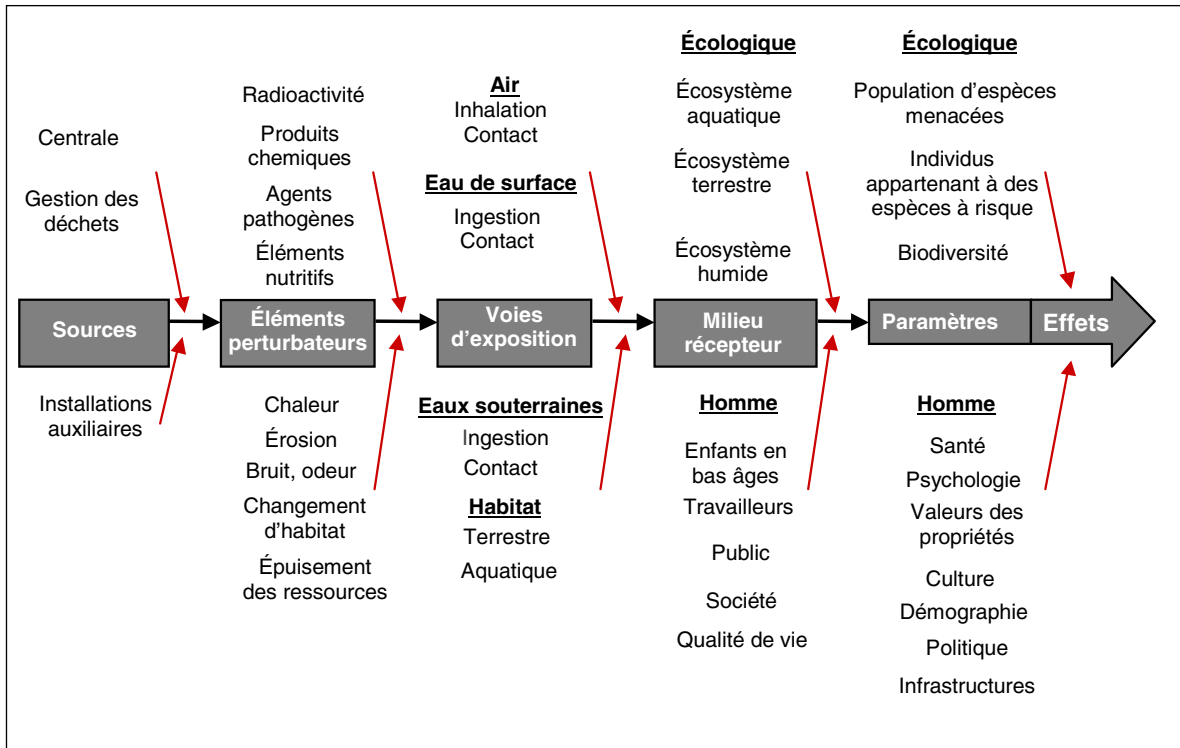 Centrale
Gestion des
déchets
Sources
Installations
auxiliaires
Radioactivité
Produits
chimiques
Agents
pathogènes
Éléments
nutritifs
Éléments
perturbateurs
Chaleur
Érosion
Bruit, odeur
Changement
d’habitat
Épuisement
des ressources
Air
Inhalation
Contact
Eau de surface
Ingestion
Contact
Voies
d’exposition
Eaux souterraines
Ingestion
Contact
Habitat
Terrestre
Aquatique
Écologique
Écosystème
aquatique
Écosystème
terrestre
Écosystème
humide
Milieu
récepteur
Homme
Enfants en
bas âges
Travailleurs
Public
Société
Qualité de vie
Écologique
Population d’espèces
menacées
Individus
appartenant à des
espèces à risque
Biodiversité
Paramètres
Effets
Homme
Santé
Psychologie
Valeurs des
propriétés
Culture
Démographie
Politique
Infrastructures